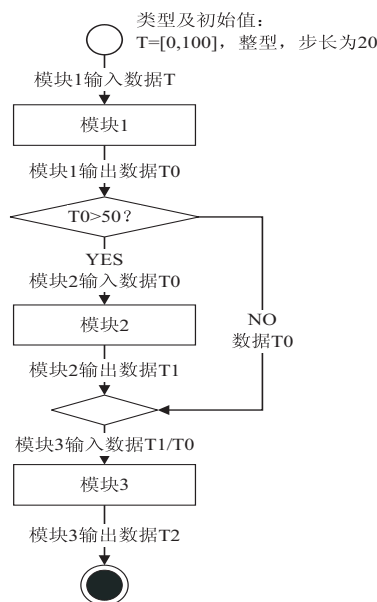 类型及初始值:
T=[0,100], 整型, 步长为20
模块1输入数据T
模块1
模块1输出数据T0
T0>50?
YES
模块2输入数据T0
模块2
NO
数据T0
模块2输出数据T1
模块3输入数据T1/T0
模块3
模块3输出数据T2